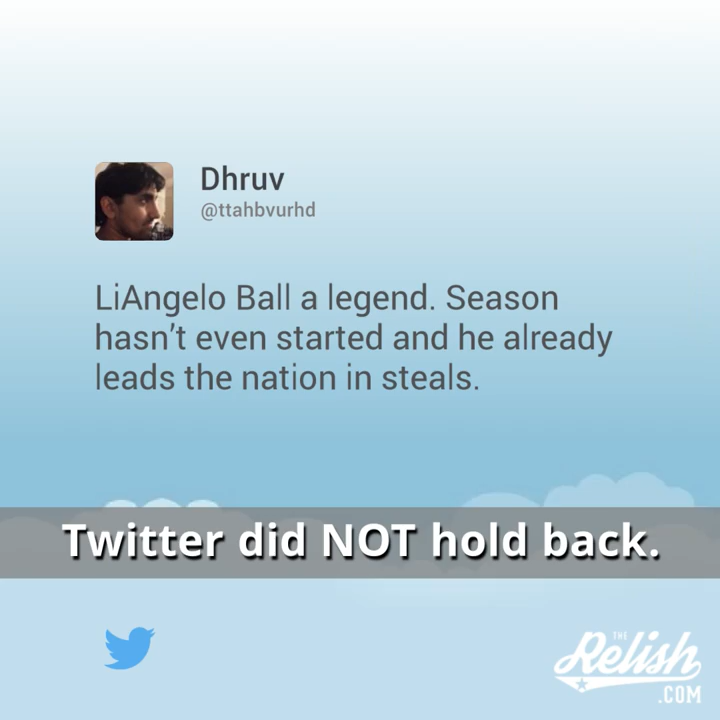 Dhruv
@ttahbvurhd
LiAngelo Ball a legend. Season
hasn't even started and he already
leads the nation in steals.
Twitter did NOT hold back.
THE
Relish
.COM